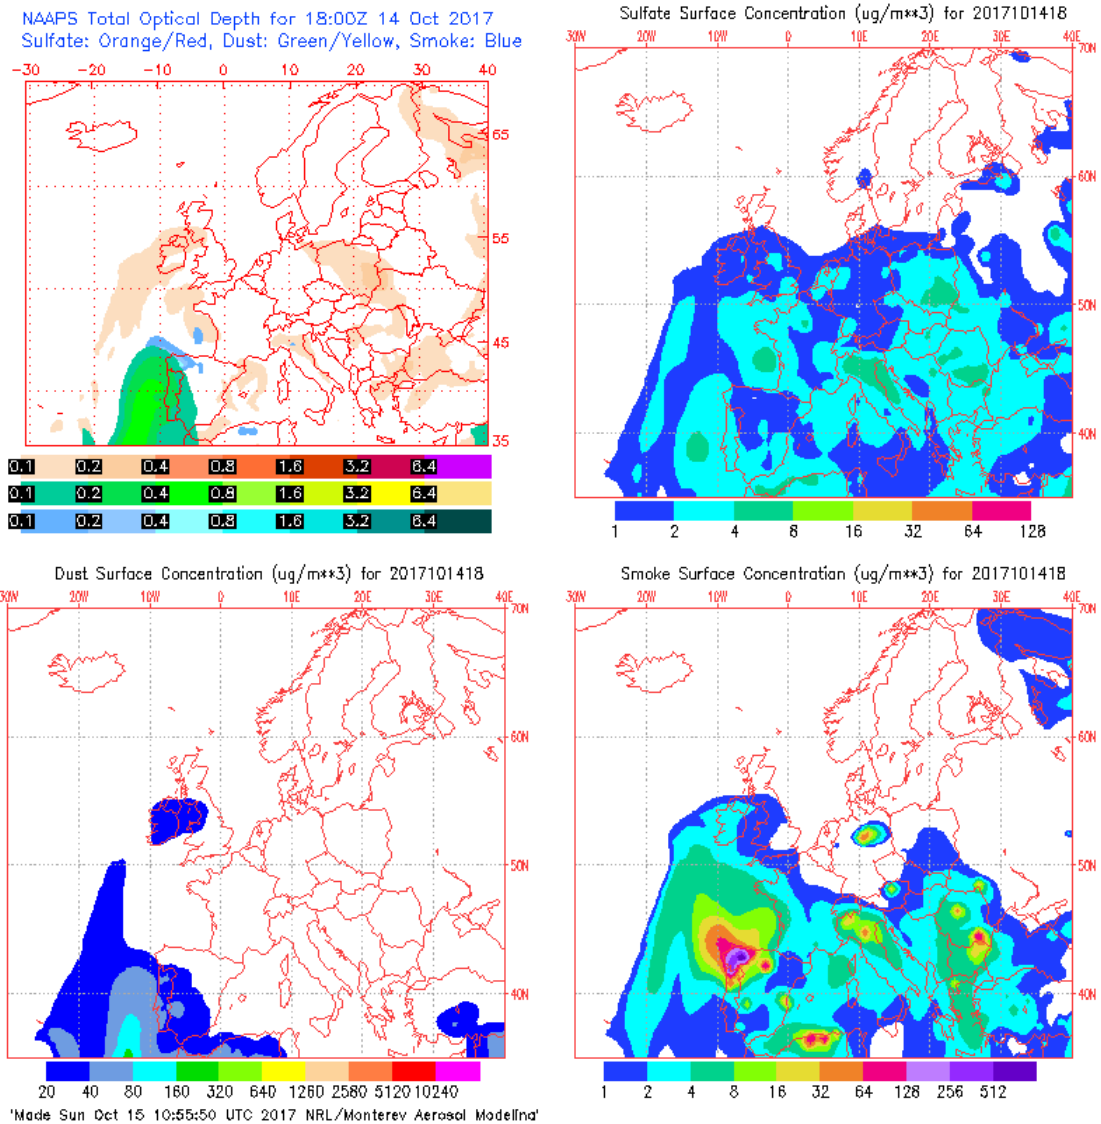 NAAPS Total Optical Depth for 18:00Z 14 Oct 2017
Sulfate: Orange/Red, Dust: Green/Yellow, Smoke: Blue
-30 -20 -10 0 10 20 30 40
65
55
45
35
0.1 0.2 0.4 0.8 1.6 3.2 6.4
0.1 0.2 0.4 0.8 1.6 3.2 6.4
0.1 0.2 0.4 0.8 1.6 3.2 6.4
Sulfate Surface Concentration (ug/m**3) for 2017101418
30W 20W 10W 0 10E 20E 30E 40E
70N
60N
50N
40N
1 2 4 8 16 32 64 128
Dust Surface Concentration (ug/m**3) for 2017101418
30W 20W 10W 0 10E 20E 30E 40E
70N
60N
50N
40N
20 40 80 160 320 640 1260 2580 5120 10240
'Made Sun Oct 15 10:55:50 UTC 2017 NRL/Monterey Aerosol Modeling'
Smoke Surface Concentration (ug/m**3) for 2017101418
30W 20W 10W 0 10E 20E 30E 40E
70N
60N
50N
40N
1 2 4 8 16 32 64 128 256 512